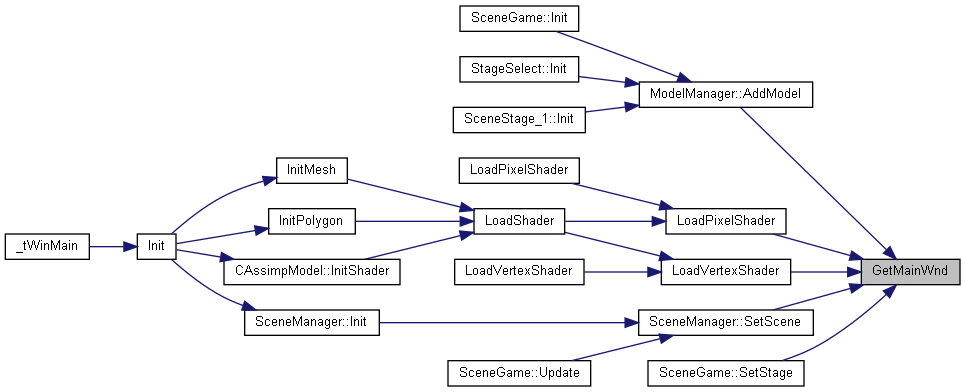 SceneGame::Init
StageSelect::Init
ModelManager::AddModel
SceneStage_1::Init
InitMesh
LoadPixelShader
InitPolygon
LoadShader
LoadPixelShader
_tWinMain
Init
CAssimpModel::InitShader
LoadVertexShader
LoadVertexShader
GetMainWnd
SceneManager::Init
SceneManager::SetScene
SceneGame::Update
SceneGame::SetStage